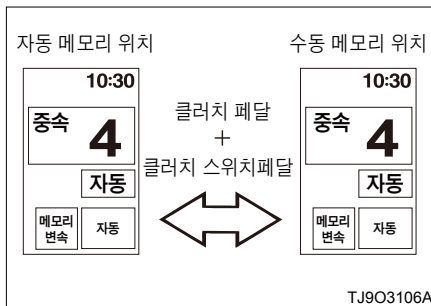 자동 메모리 위치
수동 메모리 위치
10:30
중속 4
자동
메모리
변속
자동
클러치 페달
+
클러치 스위치페달
10:30
중속 4
자동
메모리
변속
자동
TJ9O3106A